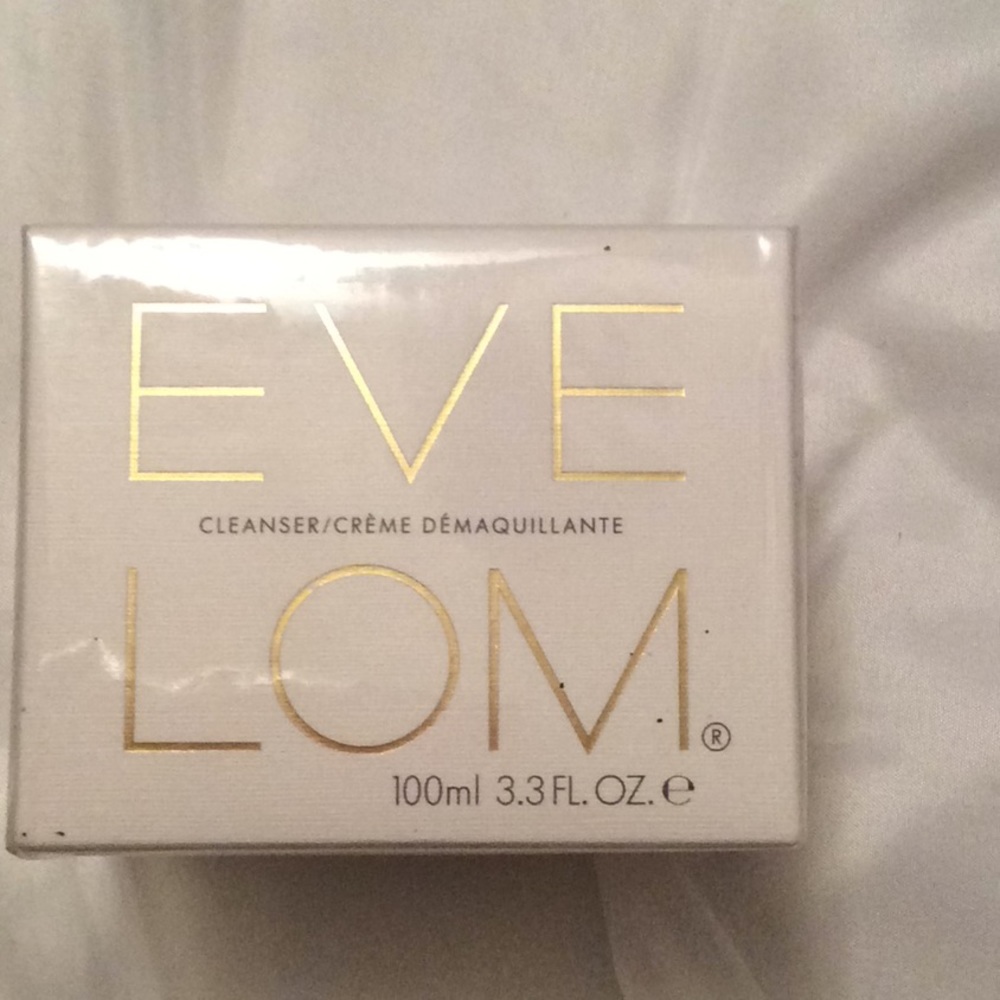 EVE
CLEANSER/CRÈME DÉMAQUILLANTE
LOM®
100ml 3.3 FL. OZ. ℮